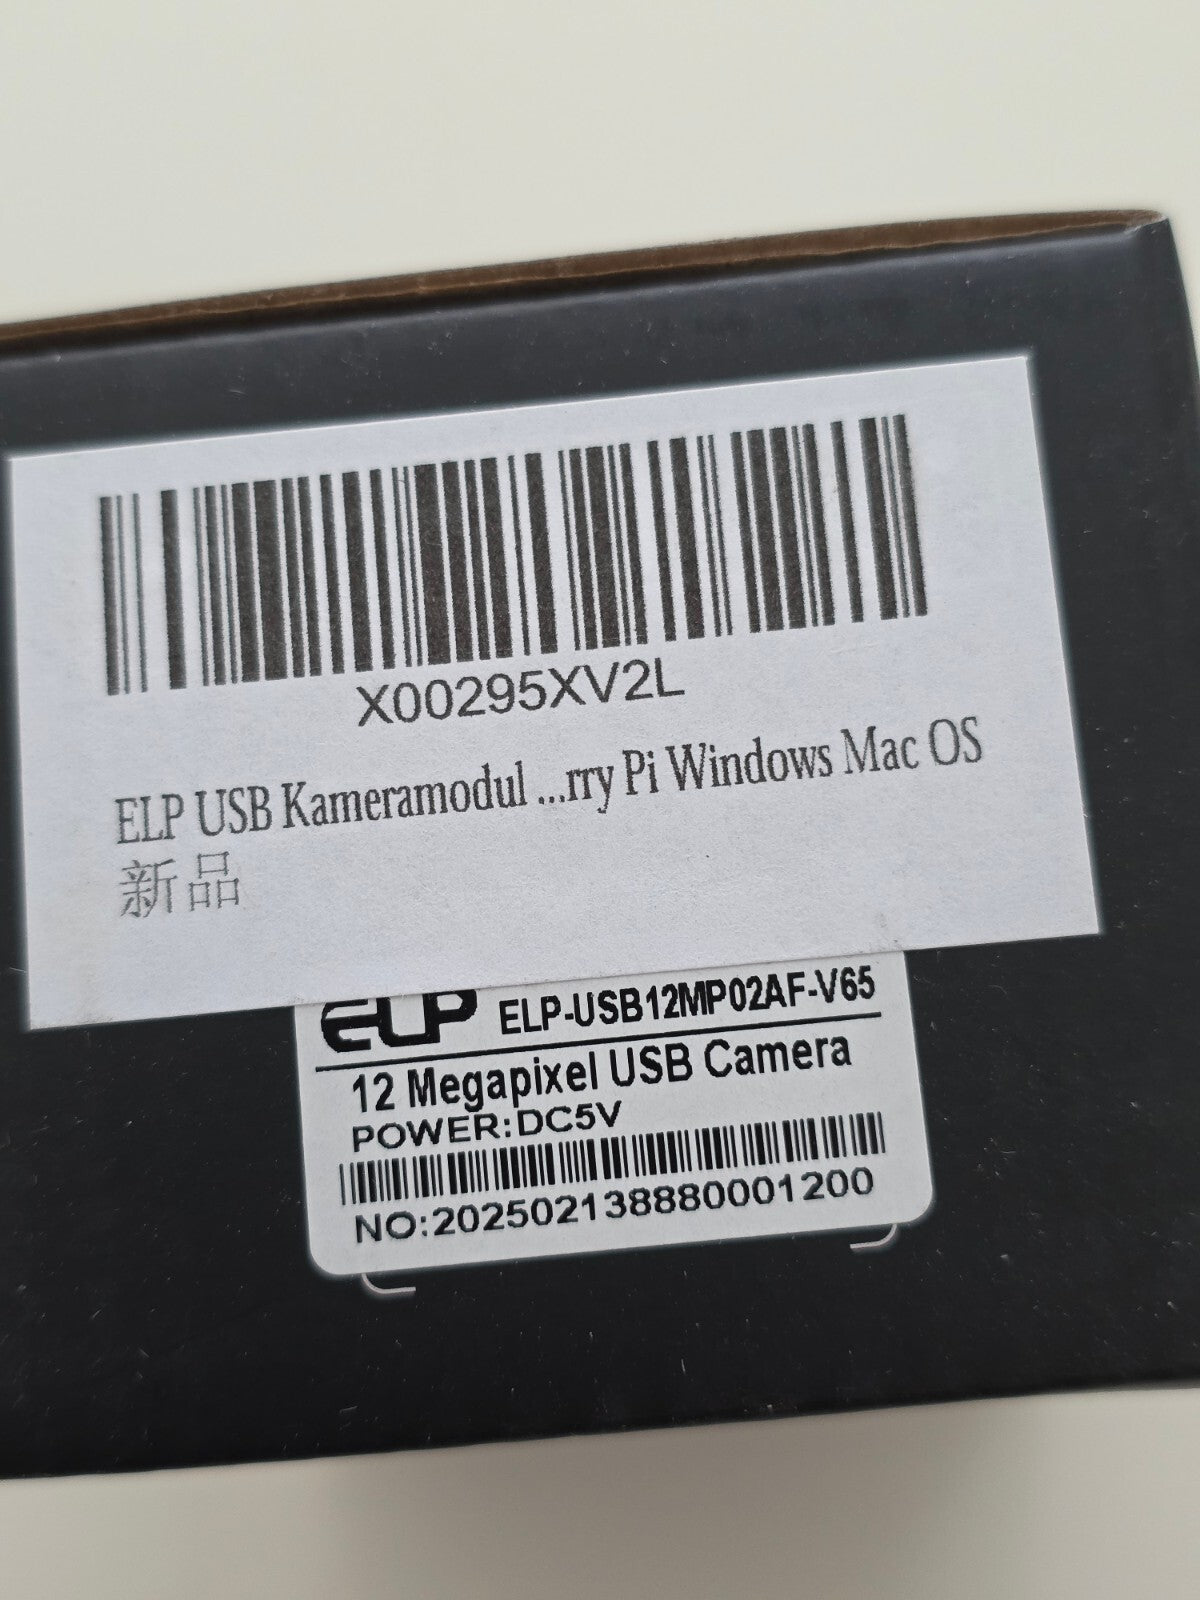 X00295XV2L
ELP USB Kameramodul ...rry Pi Windows Mac OS
新品
ELP ELP-USB12MP02AF-V65
12 Megapixel USB Camera
POWER:DC5V
NO:202502138880001200